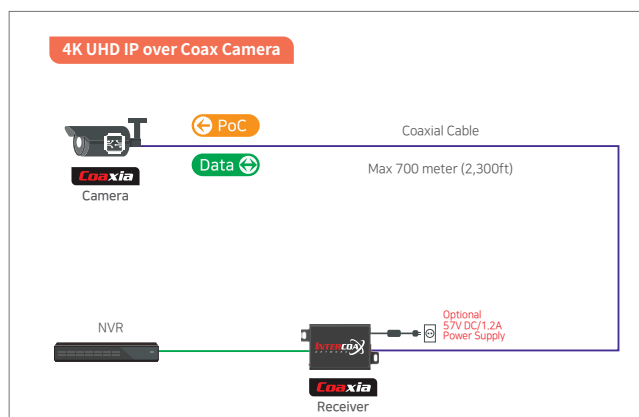 4K UHD IP over Coax Camera
PoC
Coaxial Cable
Data
Max 700 meter (2,300ft)
Coaxia
Camera
NVR
Optional
57V DC/1.2A
Power Supply
INTERCOAX
NETWORK
Coaxia
Receiver